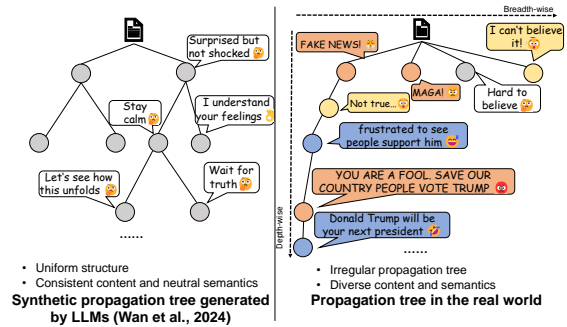 Surprised but
not shocked
Stay
calm
I understand
your feelings
Let's see how
this unfolds
Wait for
truth
......
• Uniform structure
• Consistent content and neutral semantics
Synthetic propagation tree generated
by LLMs (Wan et al., 2024)
Breadth-wise
I can't believe
it!
FAKE NEWS!
MAGA!
Hard to
believe
Not true...
frustrated to see
people support him
YOU ARE A FOOL. SAVE OUR
COUNTRY PEOPLE VOTE TRUMP
Donald Trump will be
your next president
Depth-wise
......
• Irregular propagation tree
• Diverse content and semantics
Propagation tree in the real world